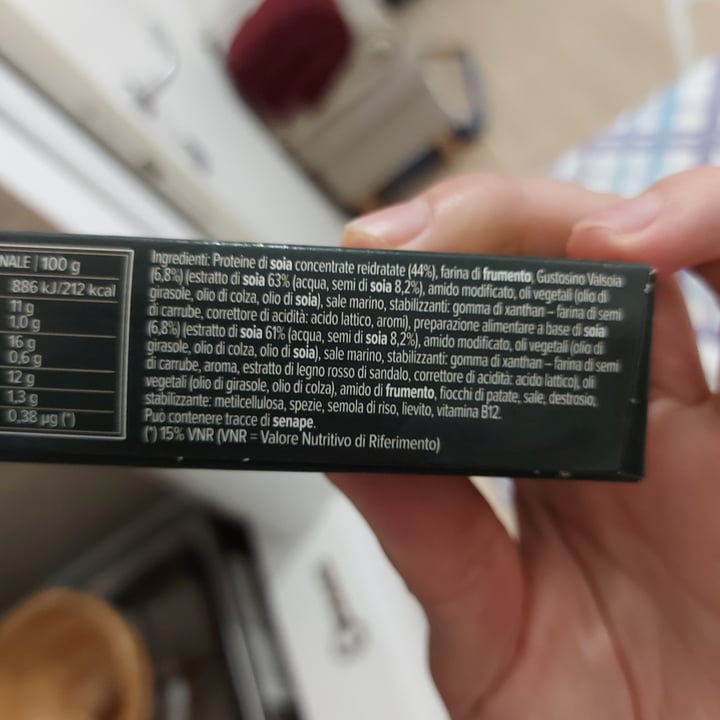 NALE | 100 g
886 kJ/212 kcal
11 g
1,0 g
16 g
0,6 g
12 g
1,3 g
0,38 µg (*)
Ingredienti: Proteine di soia concentrate reidratate (44%), farina di frumento, Gustosino Valsoia
(6,8%) (estratto di soia 63% (acqua, semi di soia 8,2%), amido modificato, oli vegetali (olio di
girasole, olio di colza, olio di soia), sale marino, stabilizzanti: gomma di xanthan – farina di semi
di carrube, correttore di acidità: acido lattico, aromi), preparazione alimentare a base di soia
(6,8%) (estratto di soia 61% (acqua, semi di soia 8,2%), amido modificato, oli vegetali (olio di
girasole, olio di colza, olio di soia), sale marino, stabilizzanti: gomma di xanthan – farina di semi
di carrube, aroma, estratto di legno rosso di sandalo, correttore di acidità: acido lattico), oli
vegetali (olio di girasole, olio di colza), amido di frumento, fiocchi di patate, sale, destrosio,
stabilizzante: metilcellulosa, spezie, semola di riso, lievito, vitamina B12.
Può contenere tracce di senape.
(*) 15% VNR (VNR = Valore Nutritivo di Riferimento)